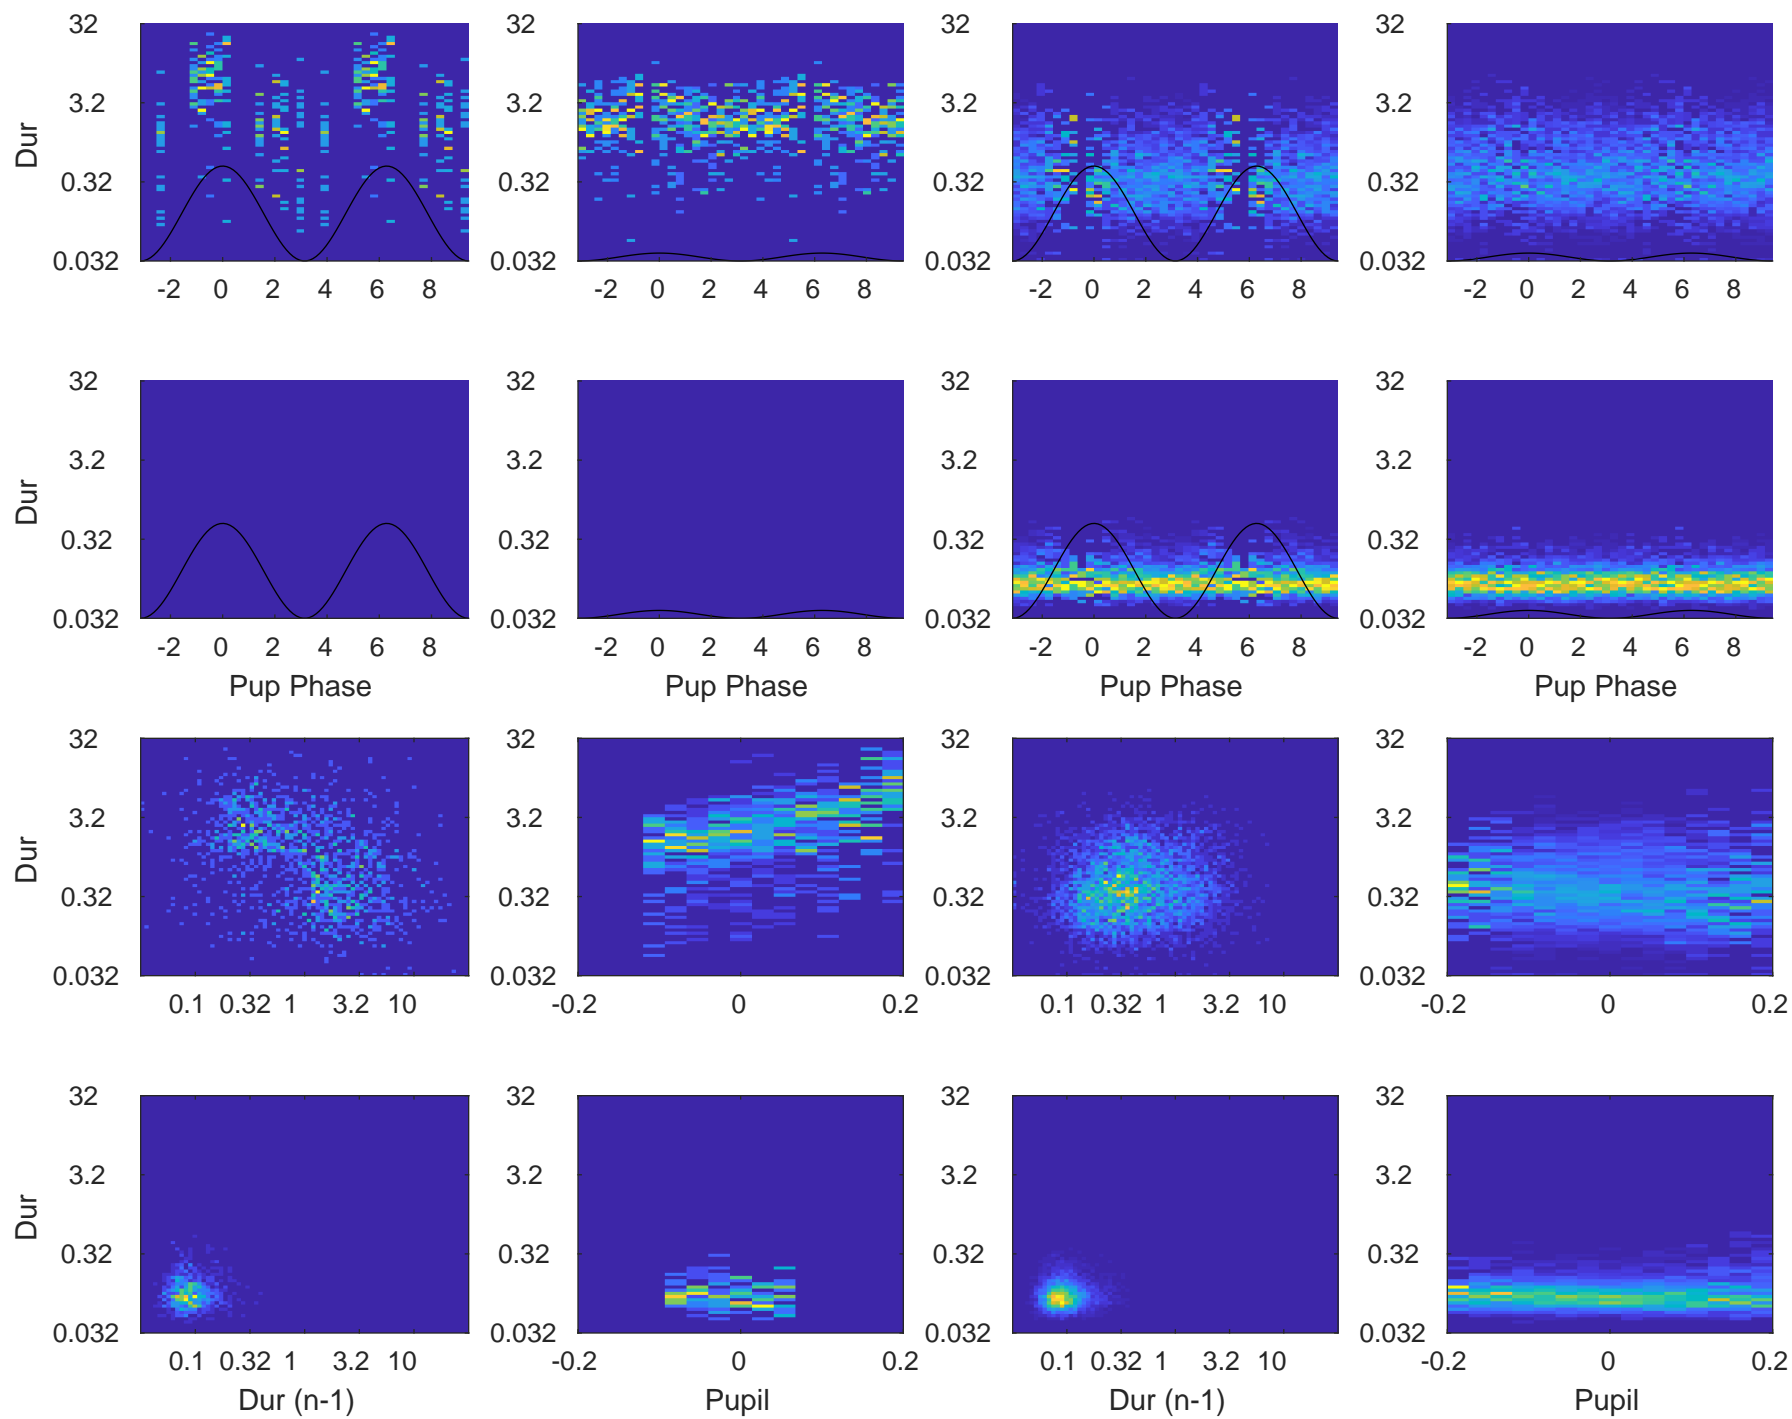 32 32 32 32
3.2 3.2 3.2 3.2
Dur
0.32 0.32 0.32 0.32
0.032 0.032 0.032 0.032
-2 0 2 4 6 8 -2 0 2 4 6 8 -2 0 2 4 6 8 -2 0 2 4 6 8
32 32 32 32
3.2 3.2 3.2 3.2
Dur
0.32 0.32 0.32 0.32
0.032 0.032 0.032 0.032
-2 0 2 4 6 8 -2 0 2 4 6 8 -2 0 2 4 6 8 -2 0 2 4 6 8
Pup Phase Pup Phase Pup Phase Pup Phase
32 32 32 32
3.2 3.2 3.2 3.2
Dur
0.32 0.32 0.32 0.32
0.032 0.032 0.032 0.032
0.1 0.32 1 3.2 10 -0.2 0 0.2 0.1 0.32 1 3.2 10 -0.2 0 0.2
32 32 32 32
3.2 3.2 3.2 3.2
Dur
0.32 0.32 0.32 0.32
0.032 0.032 0.032 0.032
0.1 0.32 1 3.2 10 -0.2 0 0.2 0.1 0.32 1 3.2 10 -0.2 0 0.2
Dur (n-1) Pupil Dur (n-1) Pupil